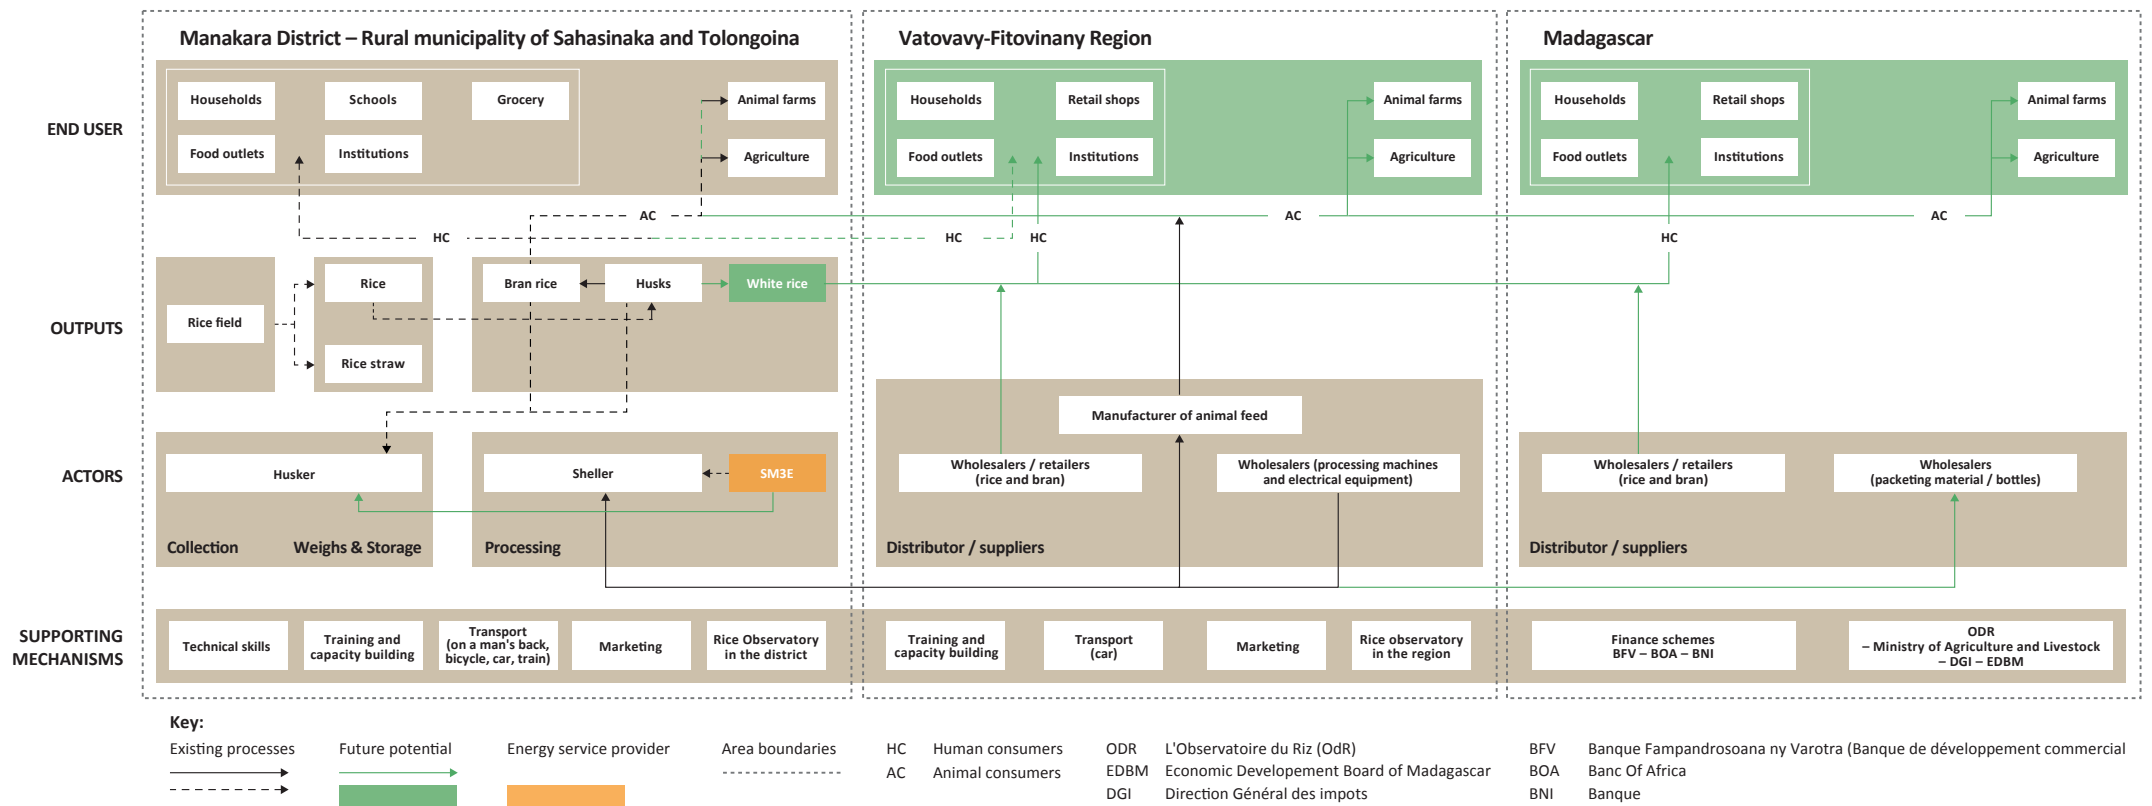 Manakara District – Rural municipality of Sahasinaka and Tolongoina
Vatovavy-Fitovinany Region
Madagascar
END USER
Households
Schools
Grocery
Animal farms
Food outlets
Institutions
Agriculture
Households
Retail shops
Animal farms
Food outlets
Institutions
Agriculture
Households
Retail shops
Animal farms
Food outlets
Institutions
Agriculture
AC
AC
AC
HC
HC
HC
HC
OUTPUTS
Rice field
Rice
Rice straw
Bran rice
Husks
White rice
ACTORS
Husker
Collection
Weighs & Storage
Sheller
SM3E
Processing
Manufacturer of animal feed
Wholesalers / retailers
(rice and bran)
Wholesalers (processing machines
and electrical equipment)
Distributor / suppliers
Wholesalers / retailers
(rice and bran)
Wholesalers
(packeting material / bottles)
Distributor / suppliers
SUPPORTING
MECHANISMS
Technical skills
Training and
capacity building
Transport
(on a man's back,
bicycle, car, train)
Marketing
Rice Observatory
in the district
Training and
capacity building
Transport
(car)
Marketing
Rice observatory
in the region
Finance schemes
BFV – BOA – BNI
ODR
– Ministry of Agriculture and Livestock
– DGI – EDBM
Key:
Existing processes
Future potential
Energy service provider
Area boundaries
HC Human consumers
AC Animal consumers
ODR L'Observatoire du Riz (OdR)
EDBM Economic Developement Board of Madagascar
DGI Direction Général des impots
BFV Banque Fampandrosoana ny Varotra (Banque de développement commercial
BOA Banc Of Africa
BNI Banque